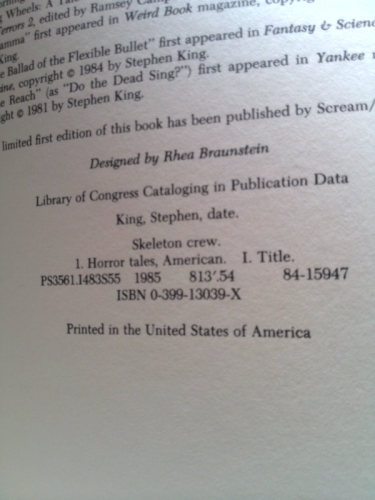 Wheels: A
Terrors 2, edited by Ramsey
first appeared in Weird Book magazine,
King.
Ballad of the Flexible Bullet" first appeared in Fantasy & Scienc
copyright © 1984 by Stephen King.
Reach" (as "Do the Dead Sing?") first appeared in Yankee
© 1981 by Stephen King.
limited first edition of this book has been published by Scream/
Designed by Rhea Braunstein
Library of Congress Cataloging in Publication Data
King, Stephen, date.
Skeleton crew.
1. Horror tales, American. I. Title.
PS3561.I483S55 1985 813'.54 84-15947
ISBN 0-399-13039-X
Printed in the United States of America